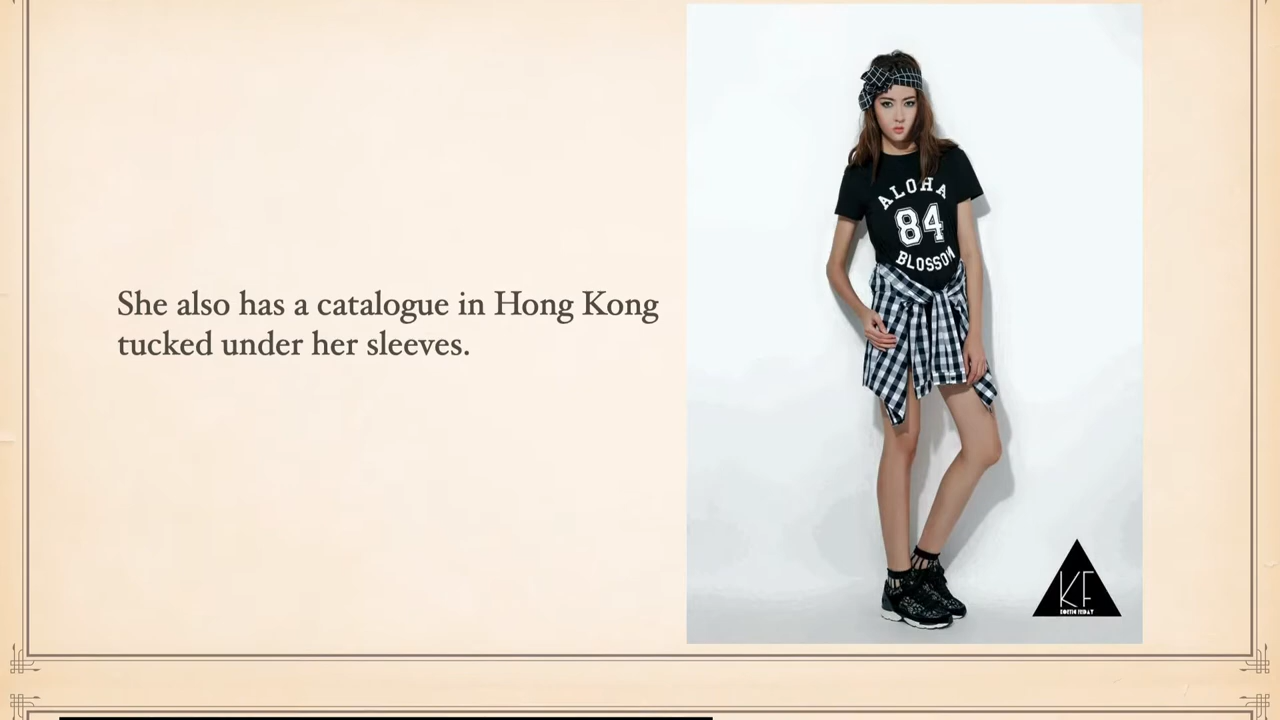 She also has a catalogue in Hong Kong
tucked under her sleeves.
ALOHA
84
BLOSSOM
KF